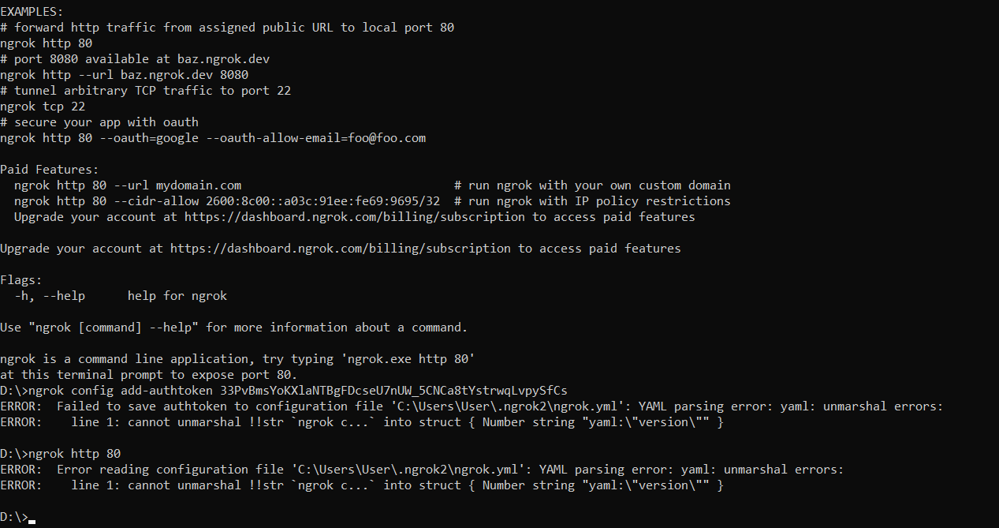 EXAMPLES:
# forward http traffic from assigned public URL to local port 80
ngrok http 80
# port 8080 available at baz.ngrok.dev
ngrok http --url baz.ngrok.dev 8080
# tunnel arbitrary TCP traffic to port 22
ngrok tcp 22
# secure your app with oauth
ngrok http 80 --oauth=google --oauth-allow-email=foo@foo.com
Paid Features:
ngrok http 80 --url mydomain.com # run ngrok with your own custom domain
ngrok http 80 --cidr-allow 2600:8c00::a03c:91ee:fe69:9695/32 # run ngrok with IP policy restrictions
Upgrade your account at https://dashboard.ngrok.com/billing/subscription to access paid features
Upgrade your account at https://dashboard.ngrok.com/billing/subscription to access paid features
Flags:
-h, --help help for ngrok
Use "ngrok [command] --help" for more information about a command.
ngrok is a command line application, try typing 'ngrok.exe http 80'
at this terminal prompt to expose port 80.
D:\>ngrok config add-authtoken 33PvBmsYoKXlaNTBgFDcseU7nUW_5CNCa8tYstrwqLvpySfCs
ERROR: Failed to save authtoken to configuration file 'C:\Users\User\.ngrok2\ngrok.yml': YAML parsing error: yaml: unmarshal errors:
ERROR: line 1: cannot unmarshal !!str `ngrok c...` into struct { Number string "yaml:\"version\"" }
D:\>ngrok http 80
ERROR: Error reading configuration file 'C:\Users\User\.ngrok2\ngrok.yml': YAML parsing error: yaml: unmarshal errors:
ERROR: line 1: cannot unmarshal !!str `ngrok c...` into struct { Number string "yaml:\"version\"" }
D:\>